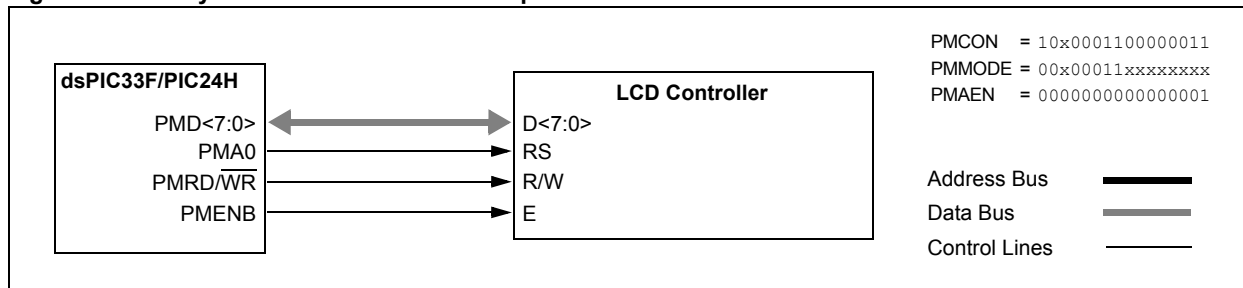 PMCON = 10x0001100000011
PMMODE = 00x00011xxxxxxxx
PMAEN = 0000000000000001
dsPIC33F/PIC24H
LCD Controller
PMD<7:0>
D<7:0>
PMA0
RS
PMRD/WR
R/W
PMENB
E
Address Bus
Data Bus
Control Lines